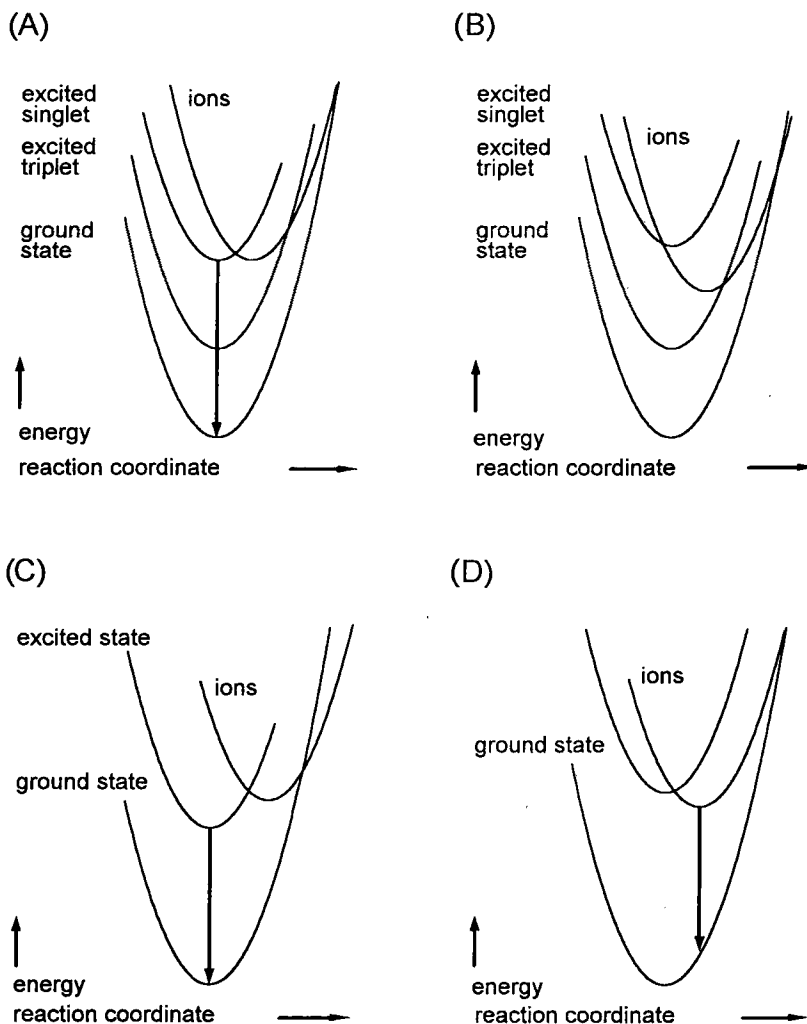 (A)
excited
singlet
excited
triplet
ground
state
ions
energy
reaction coordinate
(B)
excited
singlet
excited
triplet
ground
state
ions
energy
reaction coordinate
(C)
excited state
ions
ground state
energy
reaction coordinate
(D)
ions
ground state
energy
reaction coordinate